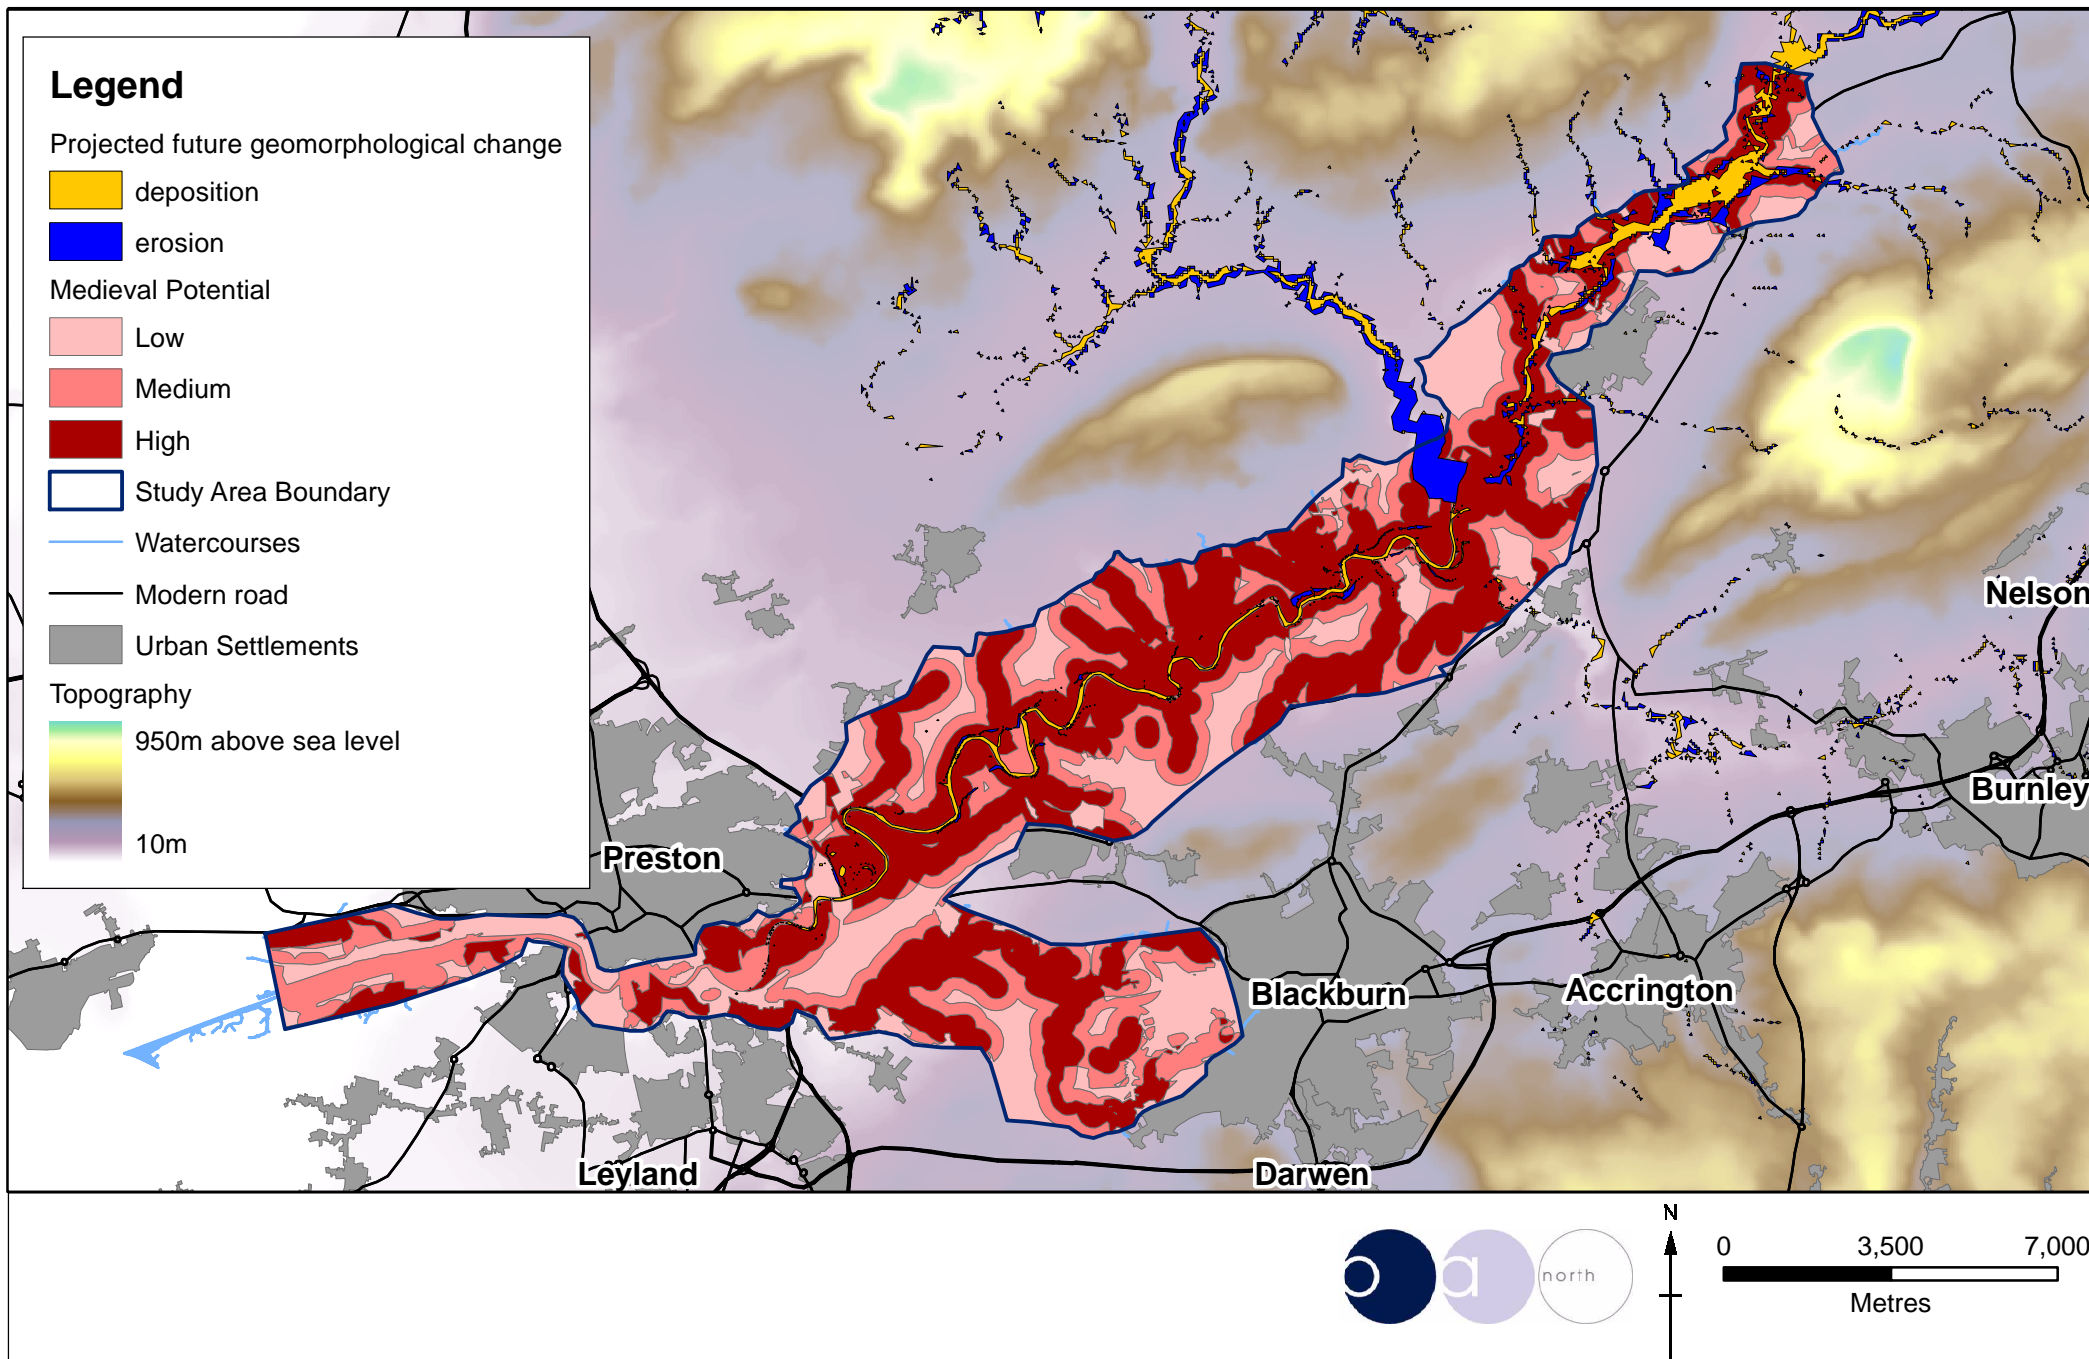 Legend
Projected future geomorphological change
deposition
erosion
Medieval Potential
Low
Medium
High
Study Area Boundary
Watercourses
Modern road
Urban Settlements
Topography
950m above sea level
10m
Nelson
Burnley
Preston
Blackburn
Accrington
Leyland
Darwen
o a north
N
0 3,500 7,000
Metres